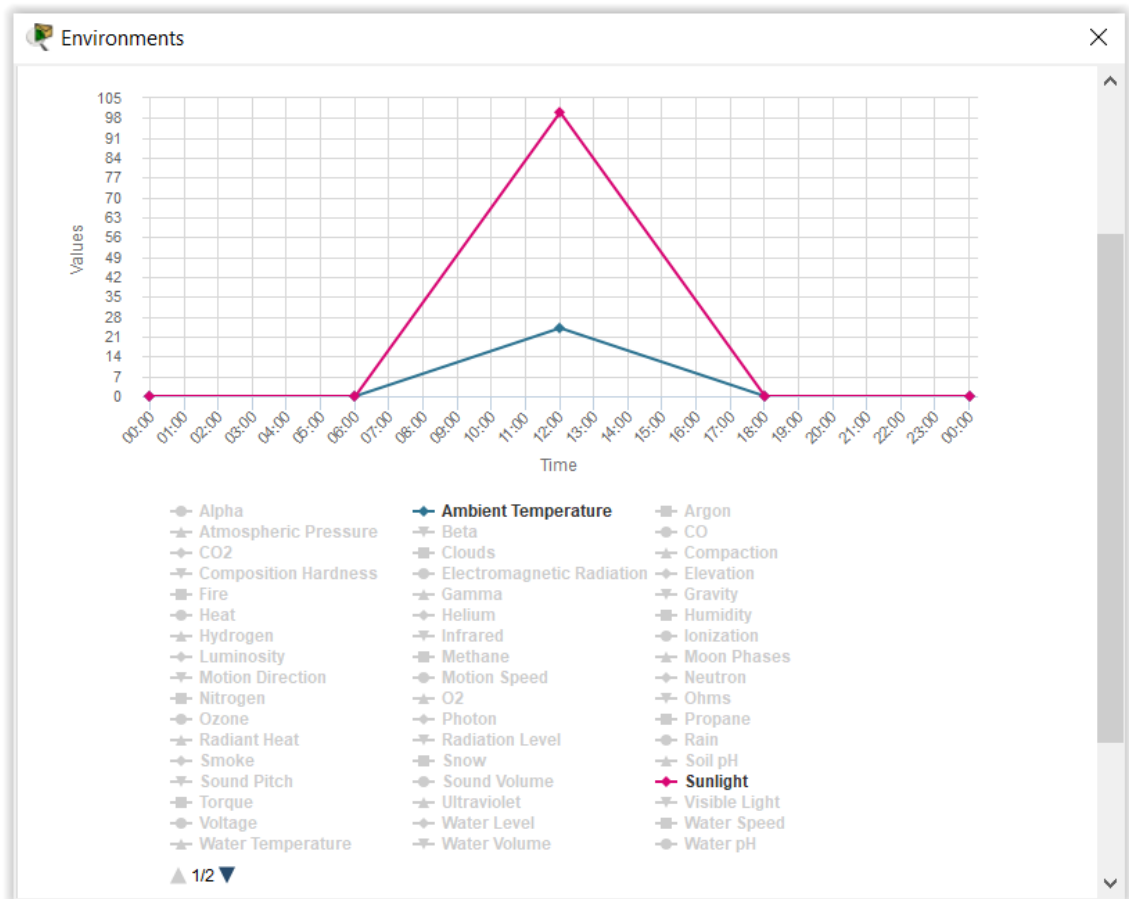 Environments
105
98
91
84
77
70
63
56
49
42
35
28
21
14
7
0
Values
00:00 01:00 02:00 03:00 04:00 05:00 06:00 07:00 08:00 09:00 10:00 11:00 12:00 13:00 14:00 15:00 16:00 17:00 18:00 19:00 20:00 21:00 22:00 23:00 00:00
Time
Alpha Ambient Temperature Argon
Atmospheric Pressure Beta CO
CO2 Clouds Compaction
Composition Hardness Electromagnetic Radiation Elevation
Fire Gamma Gravity
Heat Helium Humidity
Hydrogen Infrared Ionization
Luminosity Methane Moon Phases
Motion Direction Motion Speed Neutron
Nitrogen O2 Ohms
Ozone Photon Propane
Radiant Heat Radiation Level Rain
Smoke Snow Soil pH
Sound Pitch Sound Volume Sunlight
Torque Ultraviolet Visible Light
Voltage Water Level Water Speed
Water Temperature Water Volume Water pH
1/2